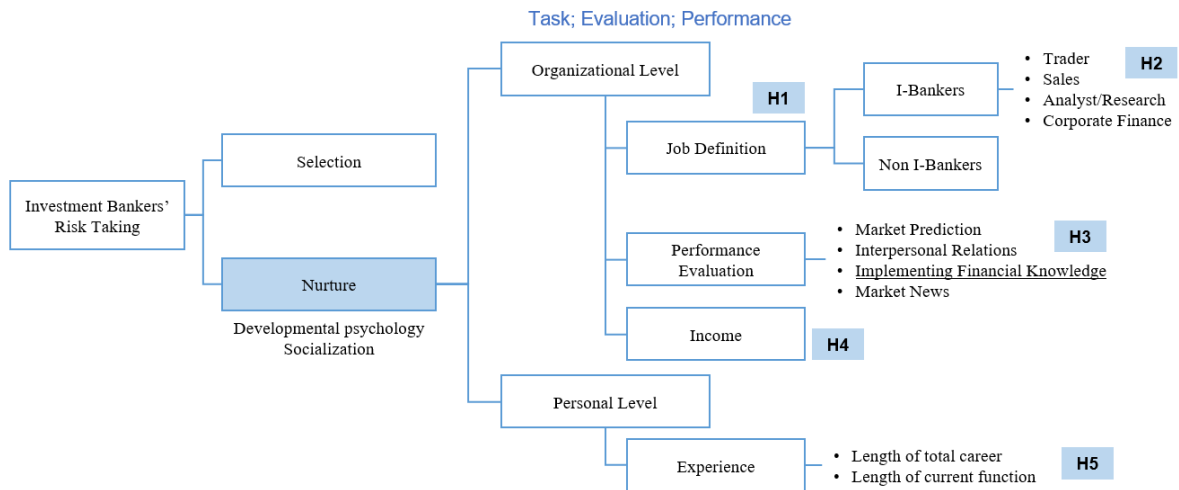 Task; Evaluation; Performance
Organizational Level
I-Bankers
• Trader
• Sales
• Analyst/Research
• Corporate Finance
H2
H1
Job Definition
Non I-Bankers
Selection
Investment Bankers’
Risk Taking
Nurture
Developmental psychology
Socialization
Performance
Evaluation
• Market Prediction
• Interpersonal Relations
• Implementing Financial Knowledge
• Market News
H3
Income
H4
Personal Level
Experience
• Length of total career
• Length of current function
H5